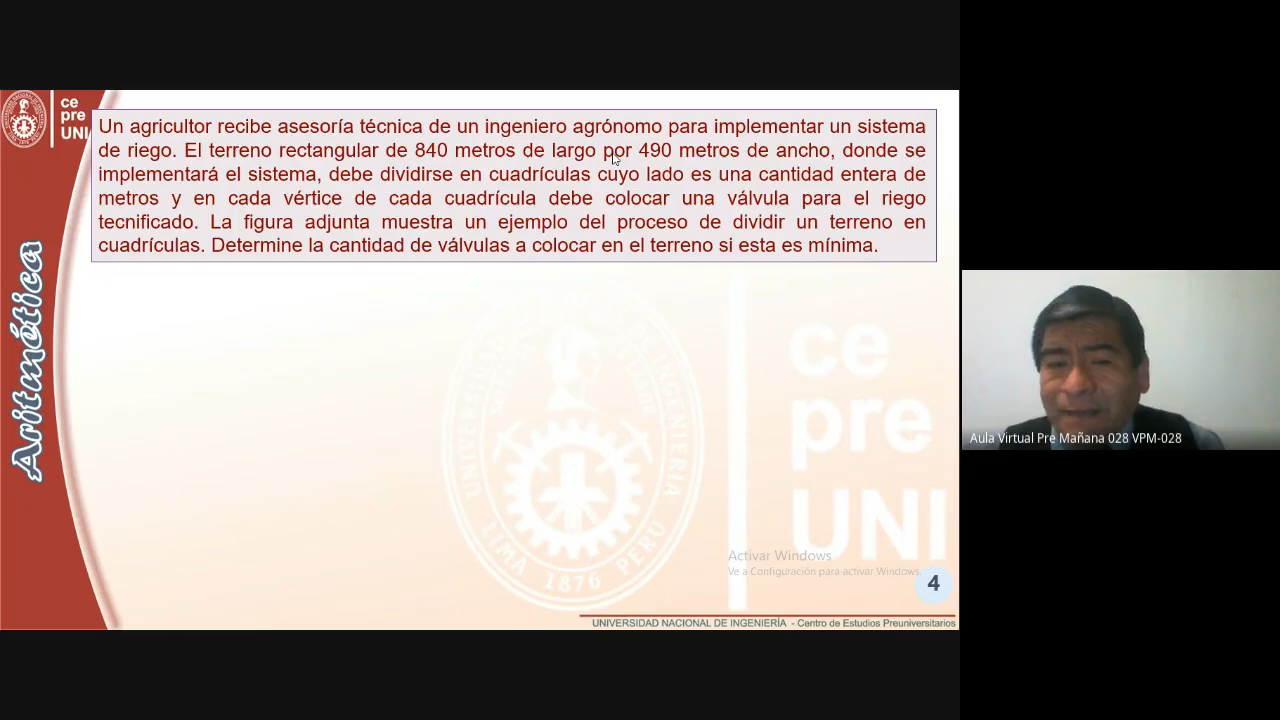 ce
pre
UNI
Un agricultor recibe asesoría técnica de un ingeniero agrónomo para implementar un sistema
de riego. El terreno rectangular de 840 metros de largo por 490 metros de ancho, donde se
implementará el sistema, debe dividirse en cuadrículas cuyo lado es una cantidad entera de
metros y en cada vértice de cada cuadrícula debe colocar una válvula para el riego
tecnificado. La figura adjunta muestra un ejemplo del proceso de dividir un terreno en
cuadrículas. Determine la cantidad de válvulas a colocar en el terreno si esta es mínima.
Aritmética
ce
pre
UNI
LIMA 1876 PERU
Activar Windows
Ve a Configuración para activar Windows.
4
UNIVERSIDAD NACIONAL DE INGENIERÍA - Centro de Estudios Preuniversitarios
Aula Virtual Pre Mañana 028 VPM-028